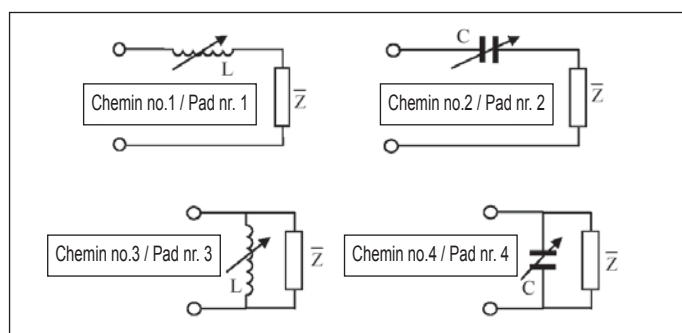 L
Z̅
Chemin no.1 / Pad nr. 1
C
Z̅
Chemin no.2 / Pad nr. 2
Chemin no.3 / Pad nr. 3
L
Z̅
Chemin no.4 / Pad nr. 4
C
Z̅